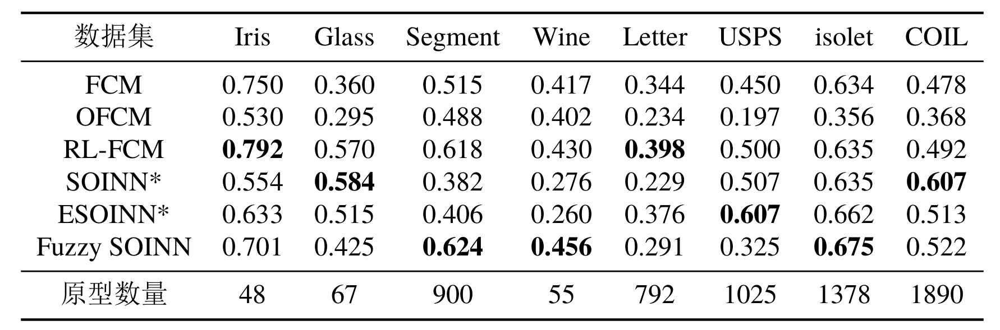 数据集 Iris Glass Segment Wine Letter USPS isolet COIL
FCM 0.750 0.360 0.515 0.417 0.344 0.450 0.634 0.478
OFCM 0.530 0.295 0.488 0.402 0.234 0.197 0.356 0.368
RL-FCM 0.792 0.570 0.618 0.430 0.398 0.500 0.635 0.492
SOINN* 0.554 0.584 0.382 0.276 0.229 0.507 0.635 0.607
ESOINN* 0.633 0.515 0.406 0.260 0.376 0.607 0.662 0.513
Fuzzy SOINN 0.701 0.425 0.624 0.456 0.291 0.325 0.675 0.522
原型数量 48 67 900 55 792 1025 1378 1890